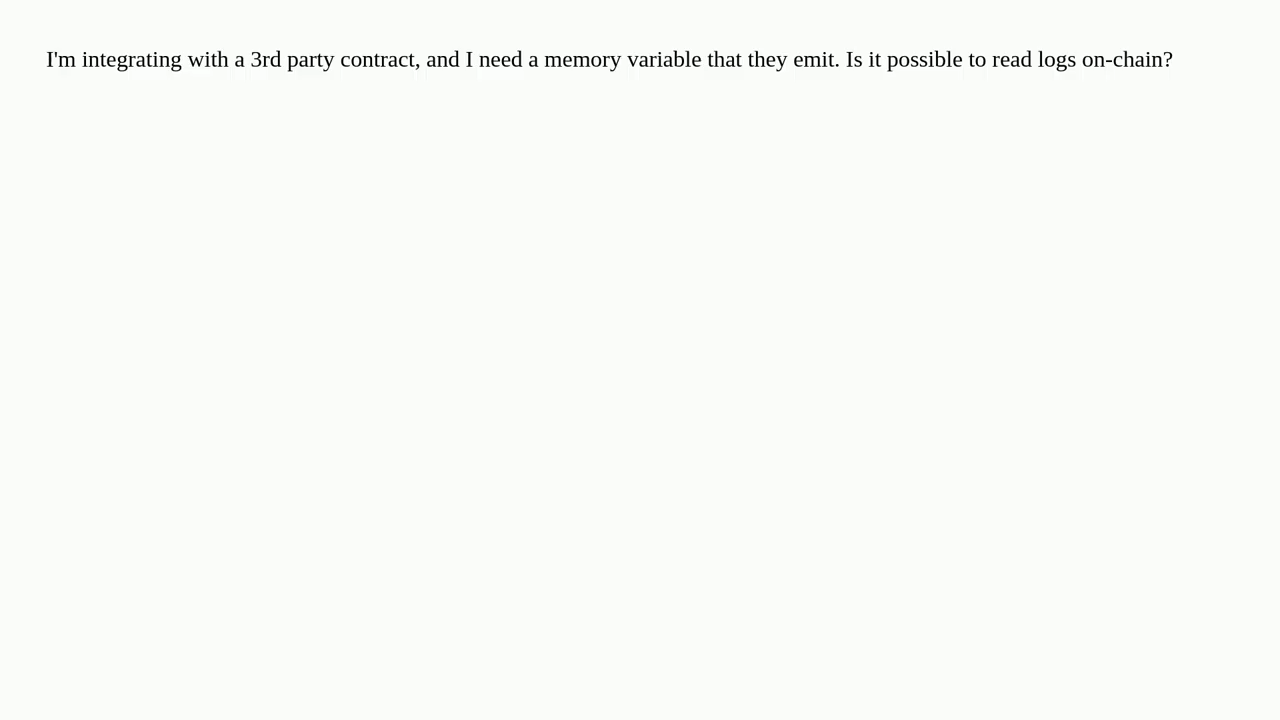 I'm integrating with a 3rd party contract, and I need a memory variable that they emit. Is it possible to read logs on-chain?